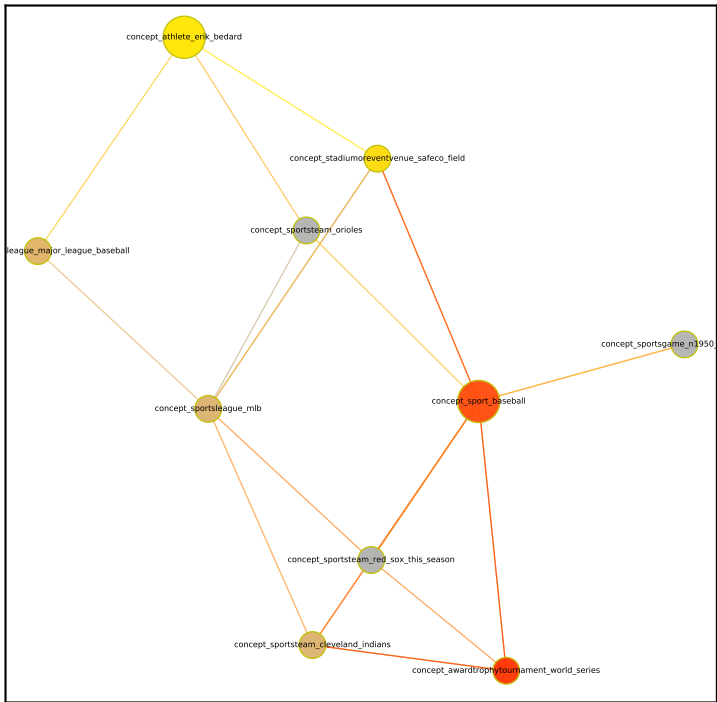 concept_athlete_erik_bedard
concept_stadiumoreventvenue_safeco_field
concept_sportsteam_orioles
league_major_league_baseball
concept_sportsgame_n1950_
concept_sport_baseball
concept_sportsleague_mlb
concept_sportsteam_red_sox_this_season
concept_sportsteam_cleveland_indians
concept_awardtrophytournament_world_series